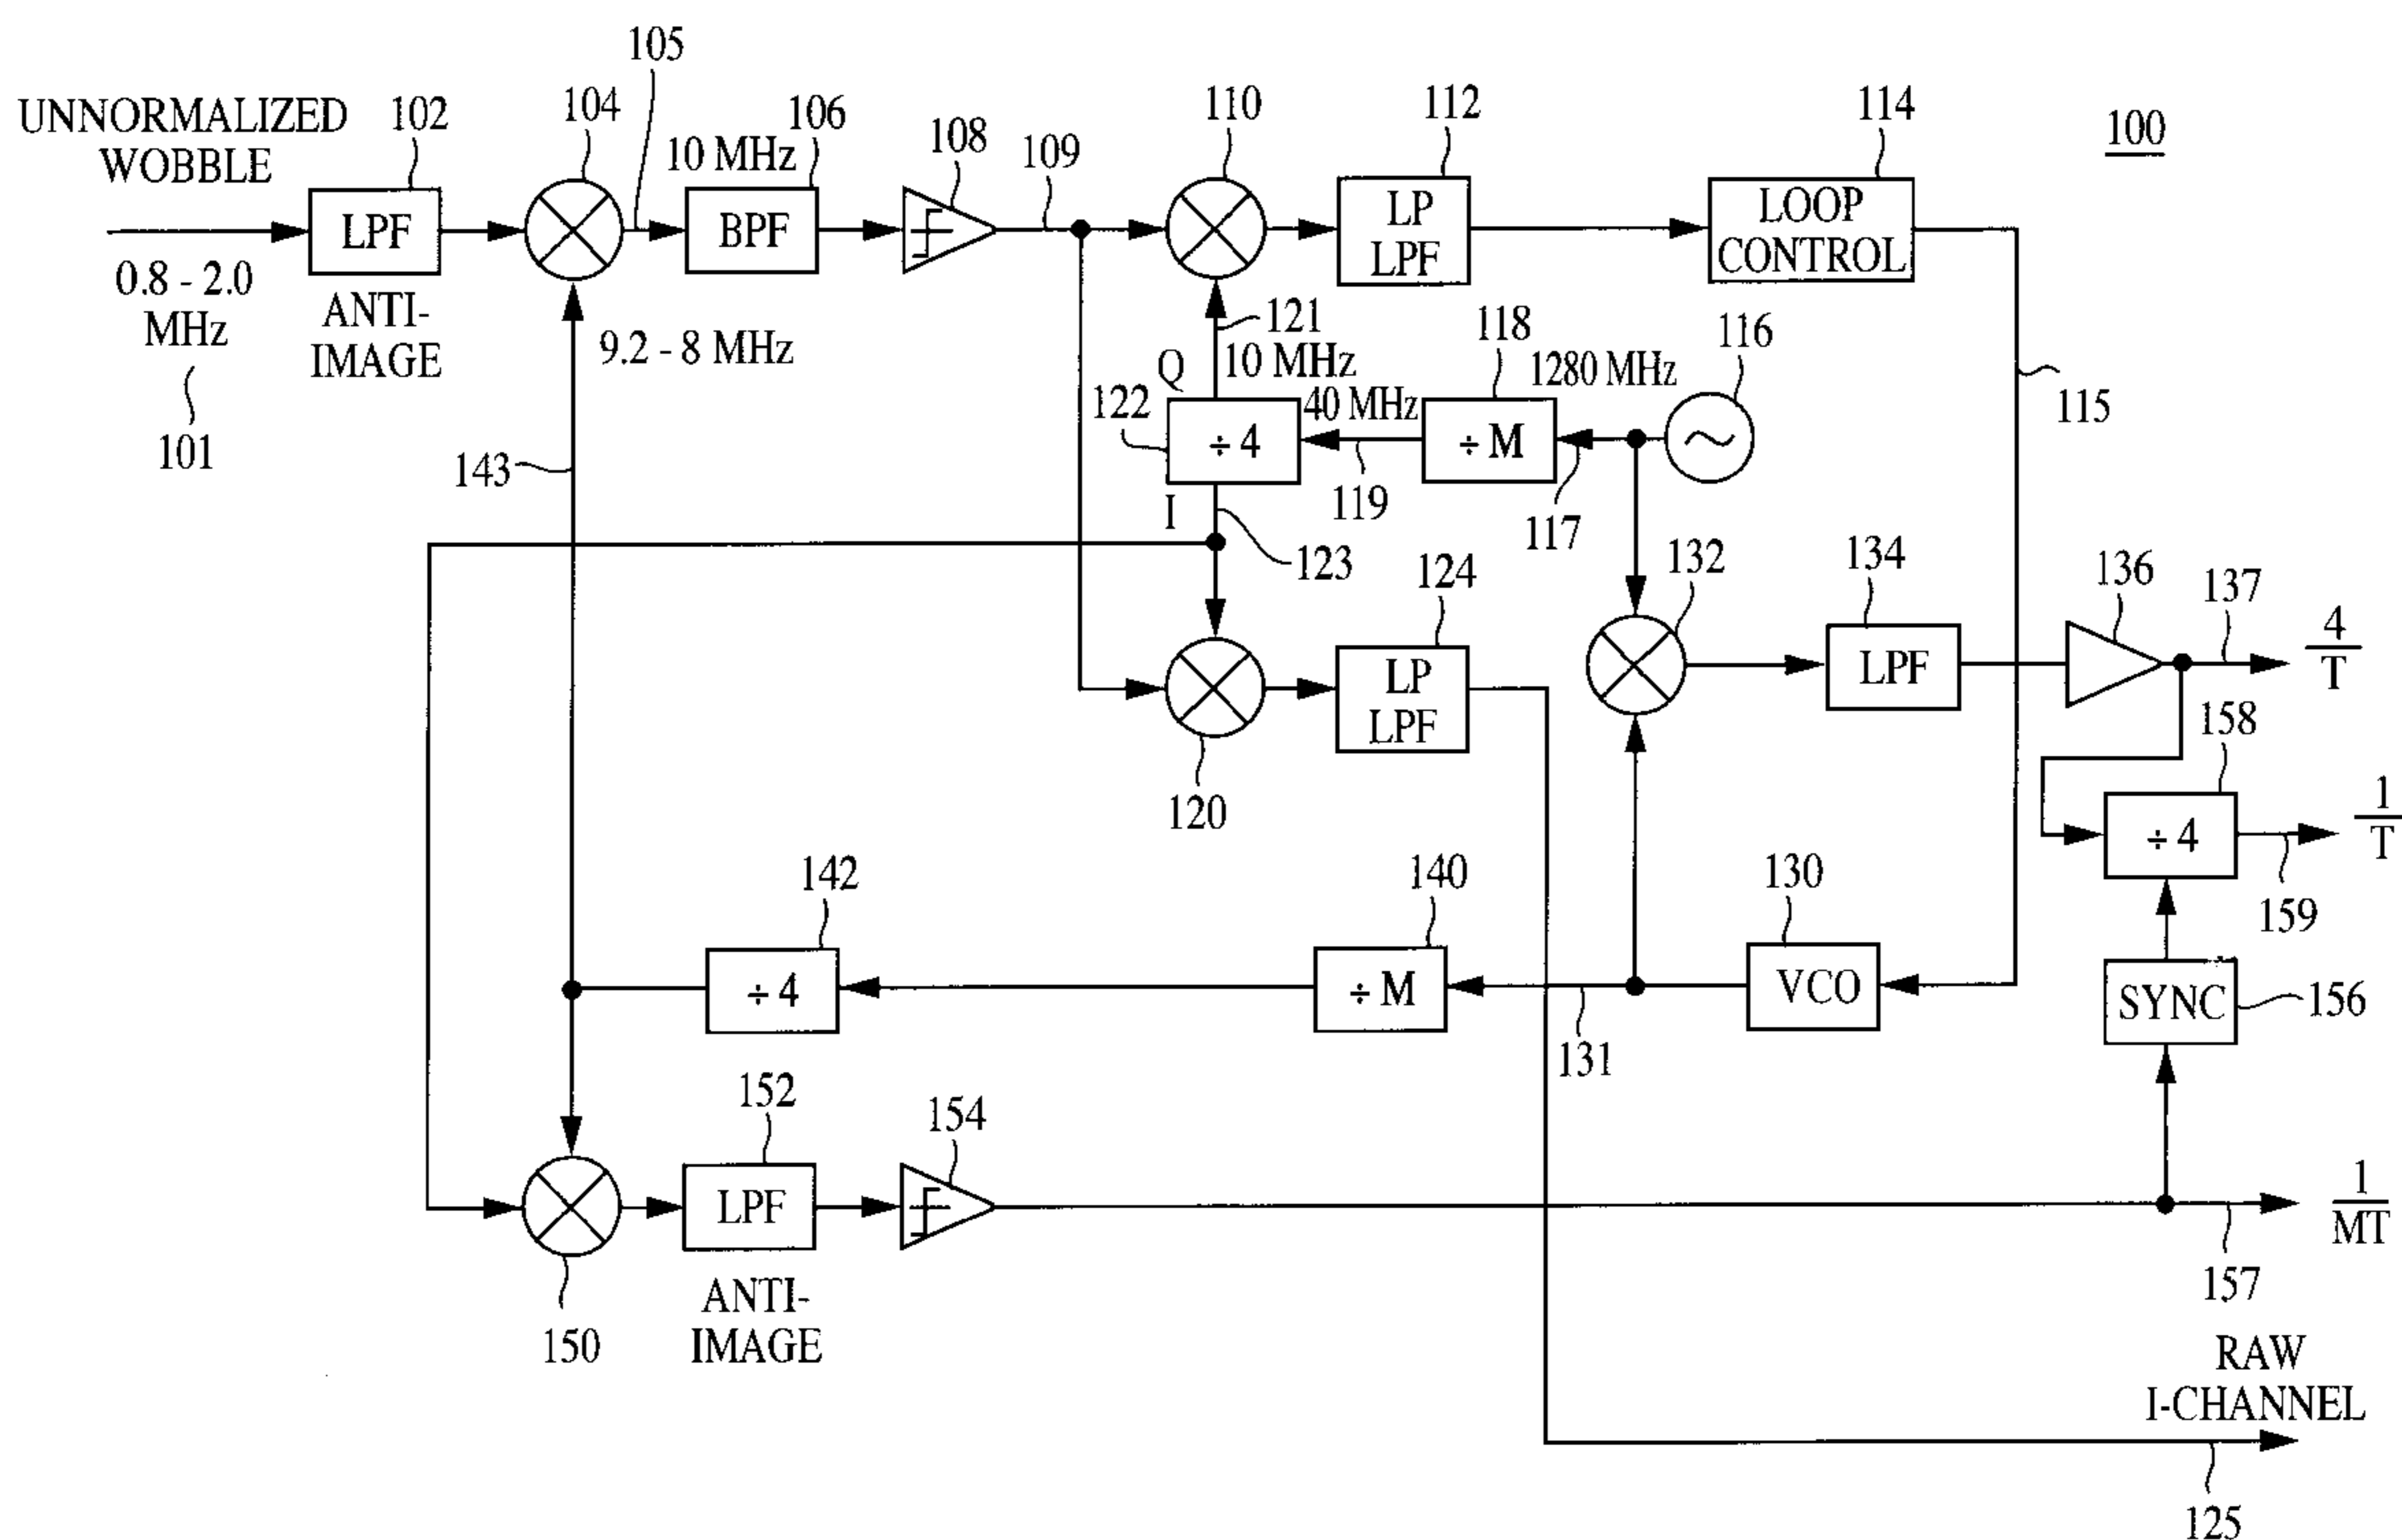 100
UNNORMALIZED
WOBBLE
0.8 - 2.0
MHz
101
102
LPF
ANTI-
IMAGE
104
105
10 MHz
106
BPF
108
109
110
112
LP
LPF
114
LOOP
CONTROL
9.2 - 8 MHz
143
121
10 MHz
Q
122
÷ 4
I
40 MHz
119
118
÷ M
1280 MHz
117
116
115
123
124
LP
LPF
120
132
134
LPF
136
137
4
T
158
÷ 4
1
T
159
142
÷ 4
140
÷ M
131
130
VCO
SYNC
156
152
LPF
ANTI-
IMAGE
150
154
1
MT
157
RAW
I-CHANNEL
125